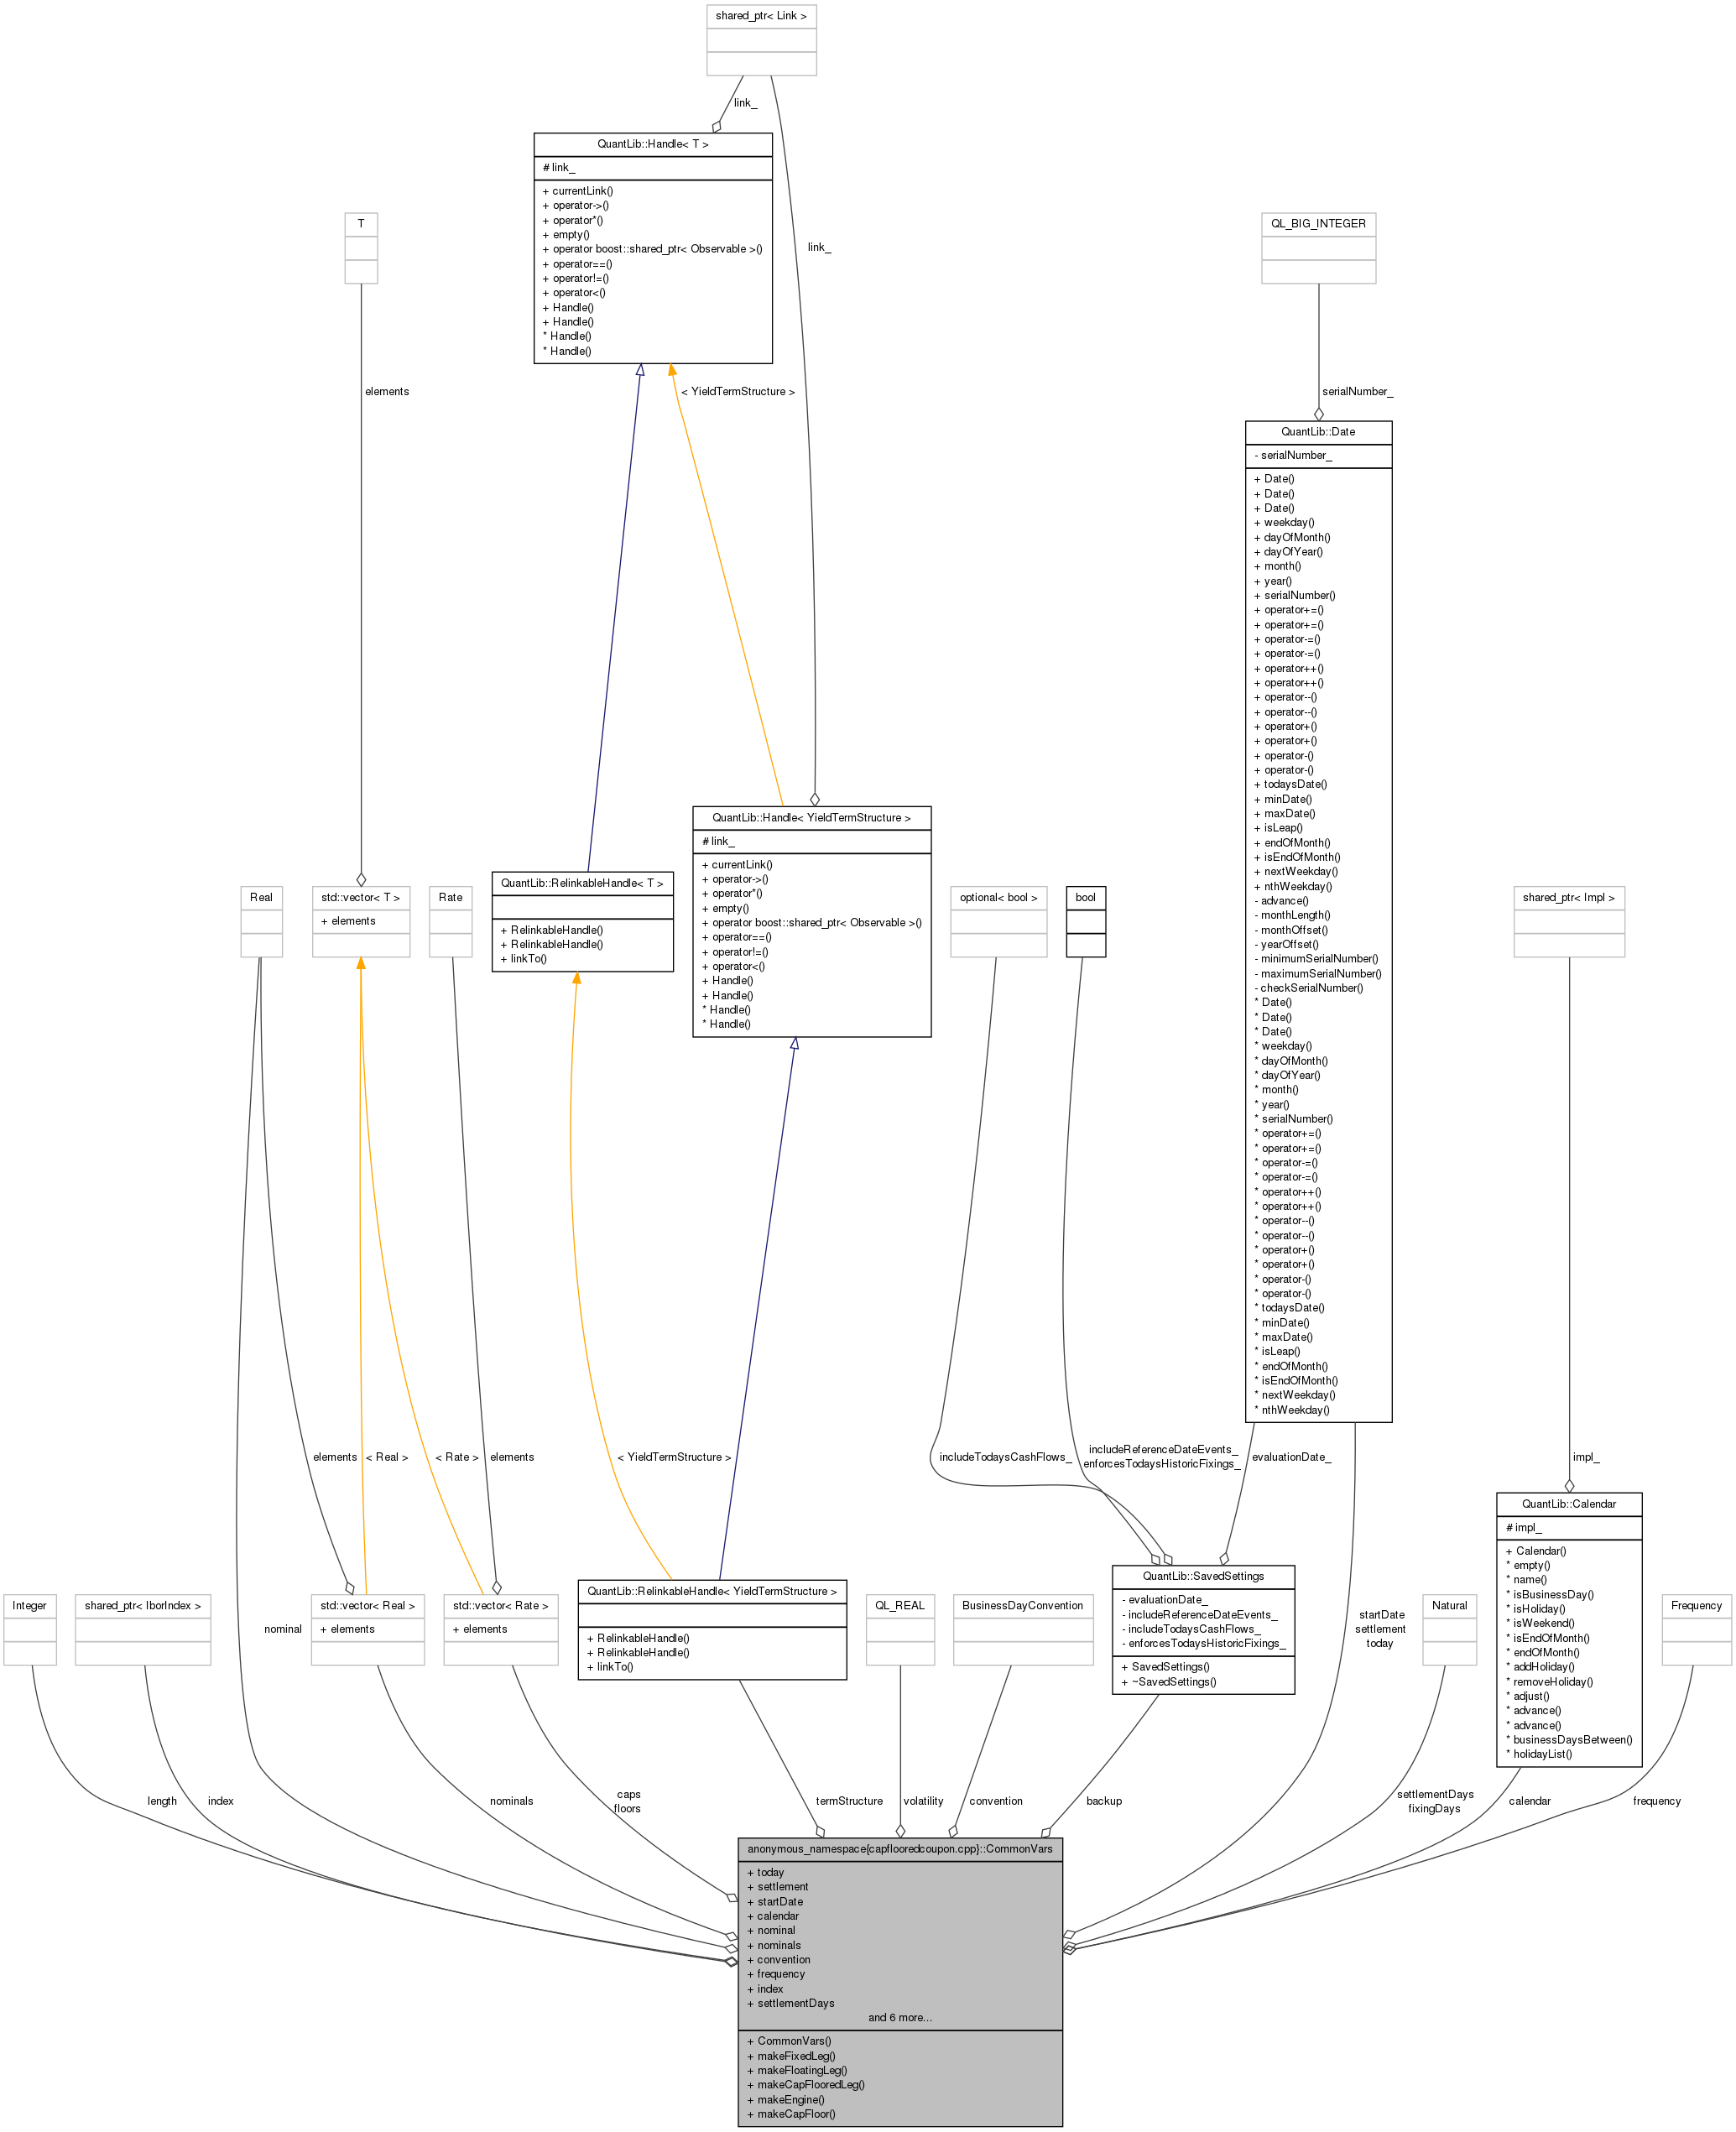 shared_ptr< Link >
link_
QuantLib::Handle< T >
# link_
+ currentLink()
+ operator->()
+ operator*()
+ empty()
+ operator boost::shared_ptr< Observable >()
+ operator==()
+ operator!=()
+ operator<()
+ Handle()
+ Handle()
* Handle()
* Handle()
link_
T
elements
QL_BIG_INTEGER
serialNumber_
< YieldTermStructure >
QuantLib::Date
- serialNumber_
+ Date()
+ Date()
+ Date()
+ weekday()
+ dayOfMonth()
+ dayOfYear()
+ month()
+ year()
+ serialNumber()
+ operator+=()
+ operator+=()
+ operator-=()
+ operator-=()
+ operator++()
+ operator++()
+ operator--()
+ operator--()
+ operator+()
+ operator+()
+ operator-()
+ operator-()
+ todaysDate()
+ minDate()
+ maxDate()
+ isLeap()
+ endOfMonth()
+ isEndOfMonth()
+ nextWeekday()
+ nthWeekday()
- advance()
- monthLength()
- monthOffset()
- yearOffset()
- minimumSerialNumber()
- maximumSerialNumber()
- checkSerialNumber()
* Date()
* Date()
* Date()
* weekday()
* dayOfMonth()
* dayOfYear()
* month()
* year()
* serialNumber()
* operator+=()
* operator+=()
* operator-=()
* operator-=()
* operator++()
* operator++()
* operator--()
* operator--()
* operator+()
* operator+()
* operator-()
* operator-()
* todaysDate()
* minDate()
* maxDate()
* isLeap()
* endOfMonth()
* isEndOfMonth()
* nextWeekday()
* nthWeekday()
QuantLib::Handle< YieldTermStructure >
# link_
+ currentLink()
+ operator->()
+ operator*()
+ empty()
+ operator boost::shared_ptr< Observable >()
+ operator==()
+ operator!=()
+ operator<()
+ Handle()
+ Handle()
* Handle()
* Handle()
QuantLib::RelinkableHandle< T >
+ RelinkableHandle()
+ RelinkableHandle()
+ linkTo()
Real
std::vector< T >
+ elements
Rate
optional< bool >
bool
shared_ptr< Impl >
elements
< Real >
< Rate >
elements
< YieldTermStructure >
includeTodaysCashFlows_
includeReferenceDateEvents_
enforcesTodaysHistoricFixings_
evaluationDate_
impl_
QuantLib::Calendar
# impl_
+ Calendar()
* empty()
* name()
* isBusinessDay()
* isHoliday()
* isWeekend()
* isEndOfMonth()
* endOfMonth()
* addHoliday()
* removeHoliday()
* adjust()
* advance()
* advance()
* businessDaysBetween()
* holidayList()
Integer
shared_ptr< IborIndex >
nominal
std::vector< Real >
+ elements
std::vector< Rate >
+ elements
QuantLib::RelinkableHandle< YieldTermStructure >
+ RelinkableHandle()
+ RelinkableHandle()
+ linkTo()
QL_REAL
BusinessDayConvention
QuantLib::SavedSettings
- evaluationDate_
- includeReferenceDateEvents_
- includeTodaysCashFlows_
- enforcesTodaysHistoricFixings_
+ SavedSettings()
+ ~SavedSettings()
startDate
settlement
today
Natural
Frequency
length
index
nominals
caps
floors
termStructure
volatility
convention
backup
settlementDays
fixingDays
calendar
frequency
anonymous_namespace{capflooredcoupon.cpp}::CommonVars
+ today
+ settlement
+ startDate
+ calendar
+ nominal
+ nominals
+ convention
+ frequency
+ index
+ settlementDays
and 6 more...
+ CommonVars()
+ makeFixedLeg()
+ makeFloatingLeg()
+ makeCapFlooredLeg()
+ makeEngine()
+ makeCapFloor()